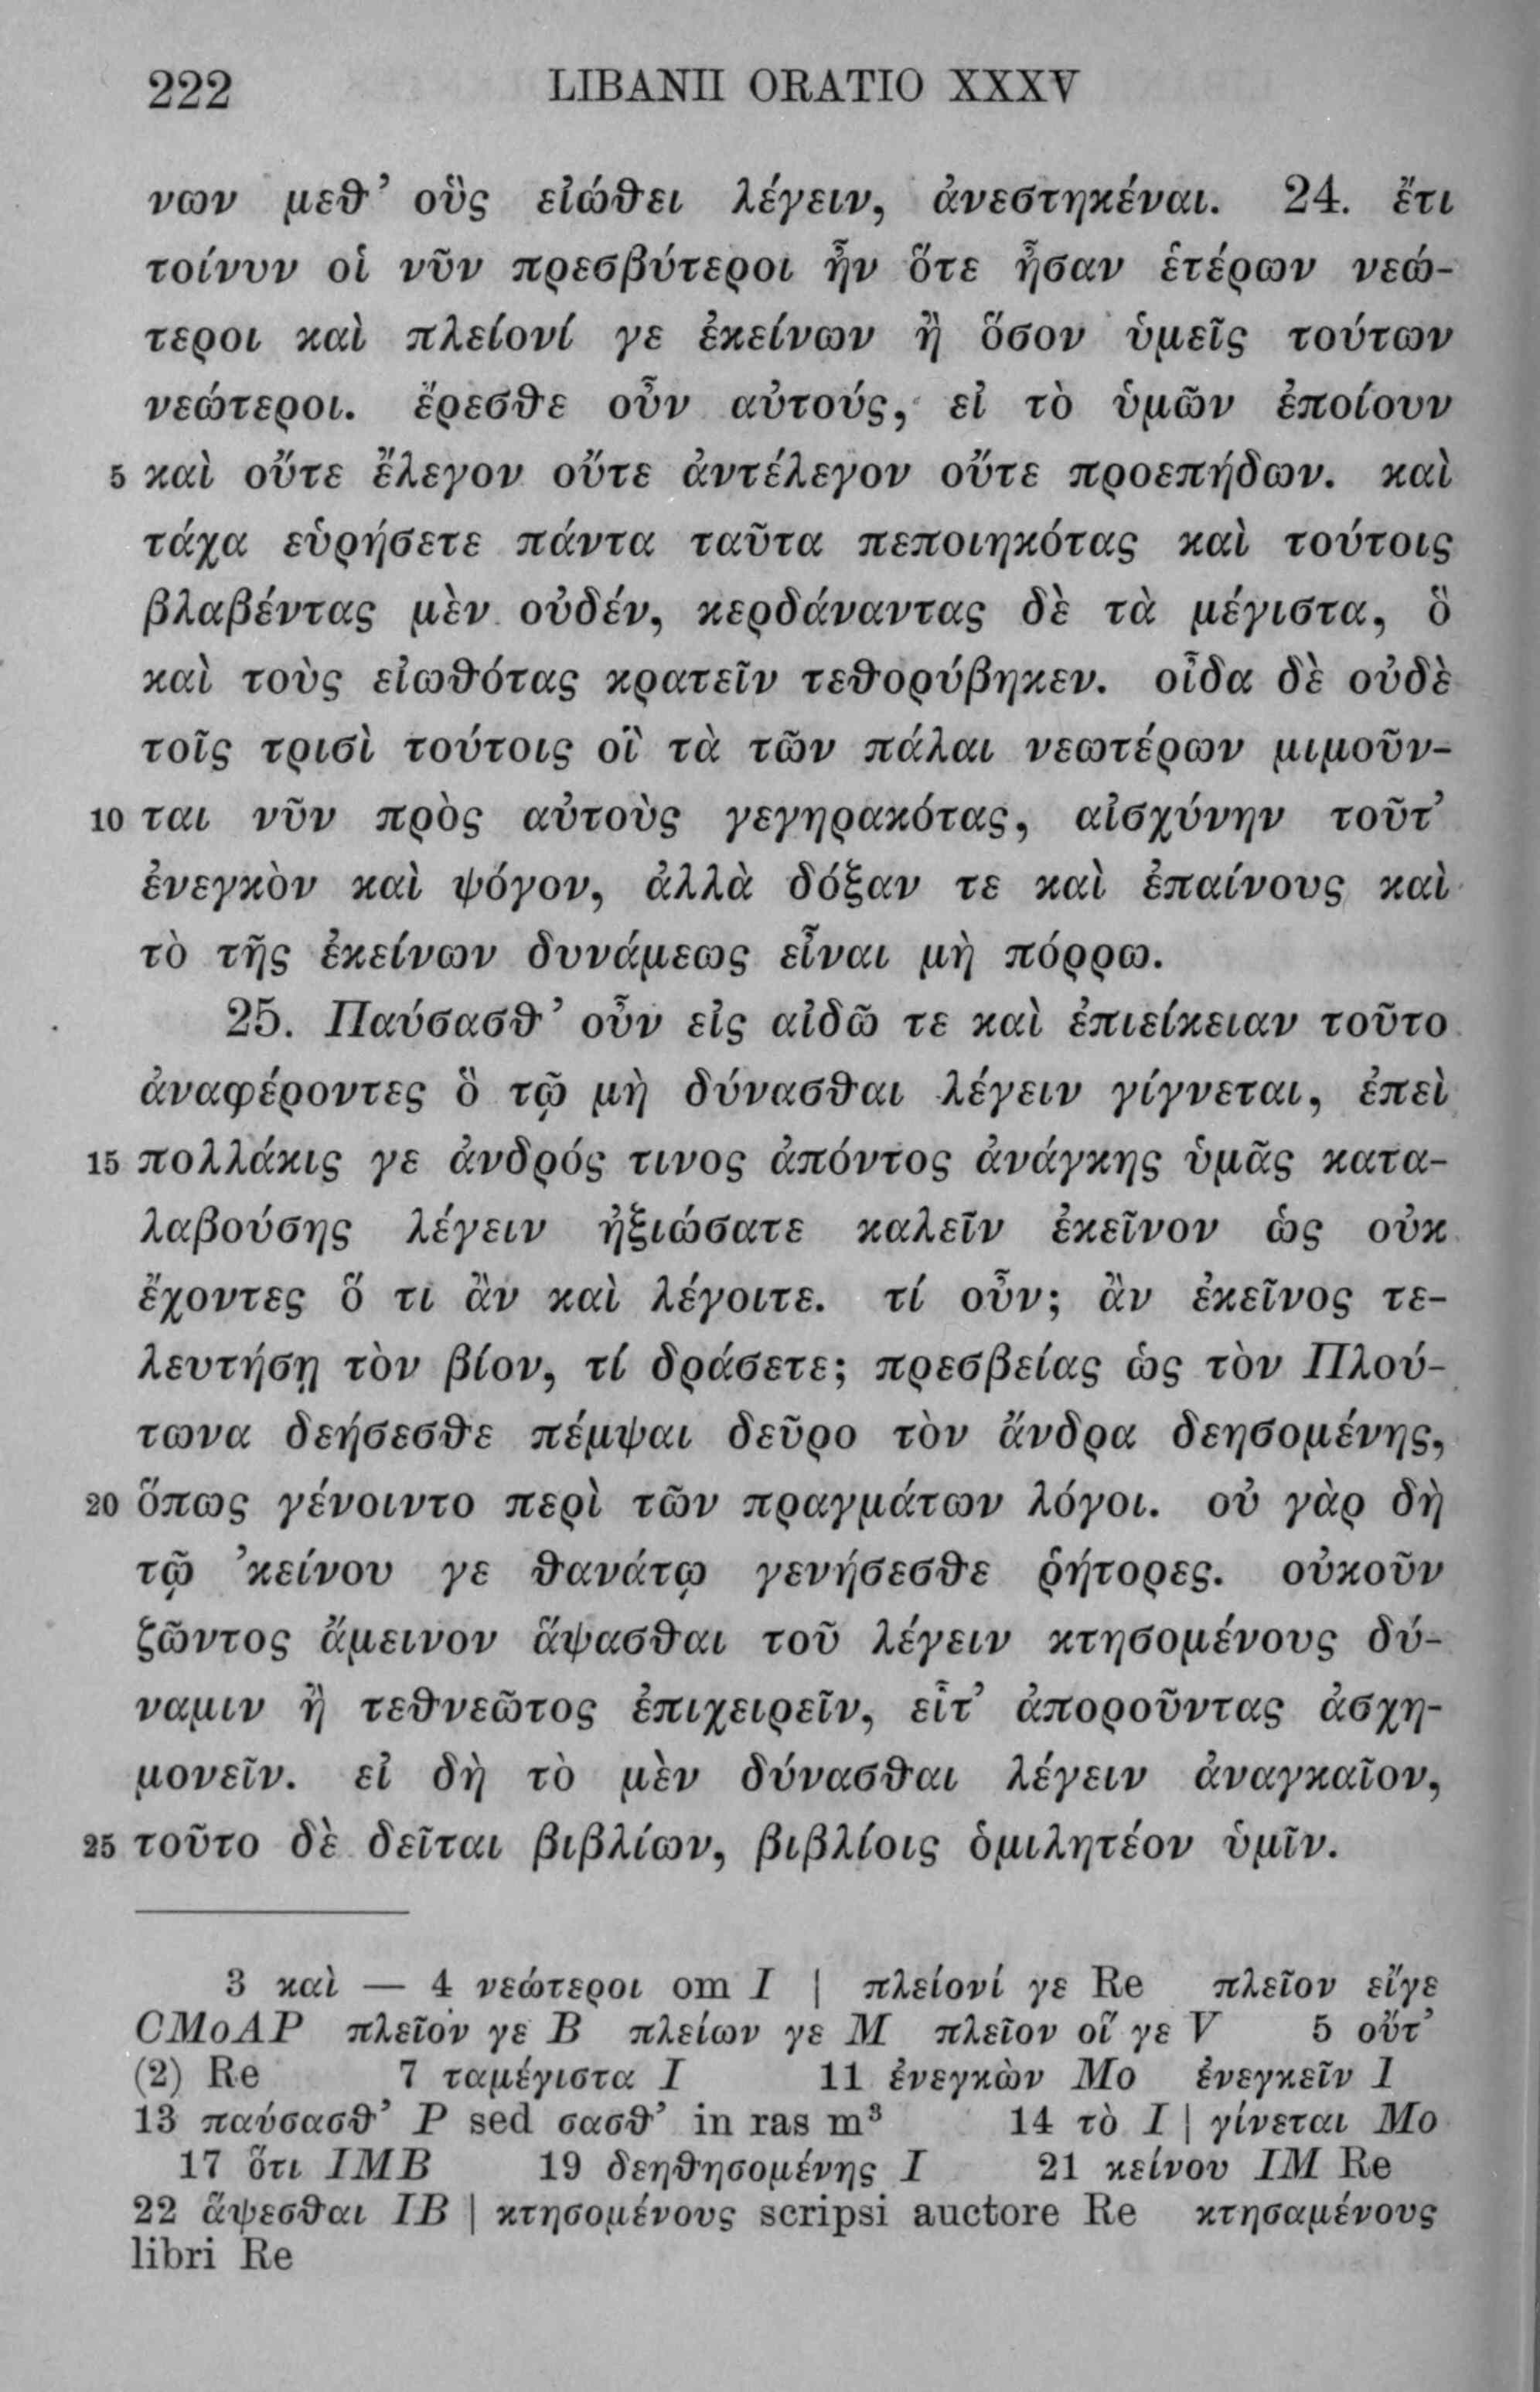 222 LIBANII ORATIO XXXV
νων μεθ’ οὓς εἰώθει λέγειν, ἀνεστηκέναι. 24. ἔτι
τοίνυν οἱ νῦν πρεσβύτεροι ἦν ὅτε ἦσαν ἑτέρων νεώ-
τεροι καὶ πλείονί γε ἐκείνων ἢ ὅσον ὑμεῖς τούτων
νεώτεροι. ἔρεσθε οὖν αὐτούς, εἰ τὸ ὑμῶν ἐποίουν
5 καὶ οὔτε ἔλεγον οὔτε ἀντέλεγον οὔτε προεπήδων. καὶ
τάχα εὑρήσετε πάντα ταῦτα πεποιηκότας καὶ τούτοις
βλαβέντας μὲν οὐδέν, κερδάναντας δὲ τὰ μέγιστα, ὃ
καὶ τοὺς εἰωθότας κρατεῖν τεθορύβηκεν. οἶδα δὲ οὐδὲ
τοῖς τρισὶ τούτοις οἳ τὰ τῶν πάλαι νεωτέρων μιμοῦν-
10 ται νῦν πρὸς αὐτοὺς γεγηρακότας, αἰσχύνην τοῦτ’
ἐνεγκὸν καὶ ψόγον, ἀλλὰ δόξαν τε καὶ ἐπαίνους καὶ
τὸ τῆς ἐκείνων δυνάμεως εἶναι μὴ πόρρω.
25. Παύσασθ’ οὖν εἰς αἰδῶ τε καὶ ἐπιείκειαν τοῦτο
ἀναφέροντες ὃ τῷ μὴ δύνασθαι λέγειν γίγνεται, ἐπεὶ
15 πολλάκις γε ἀνδρός τινος ἀπόντος ἀνάγκης ὑμᾶς κατα-
λαβούσης λέγειν ἠξιώσατε καλεῖν ἐκεῖνον ὡς οὐκ
ἔχοντες ὅ τι ἂν καὶ λέγοιτε. τί οὖν; ἂν ἐκεῖνος τε-
λευτήσῃ τὸν βίον, τί δράσετε; πρεσβείας ὡς τὸν Πλού-
τωνα δεήσεσθε πέμψαι δεῦρο τὸν ἄνδρα δεησομένης,
20 ὅπως γένοιντο περὶ τῶν πραγμάτων λόγοι. οὐ γὰρ δὴ
τῷ ’κείνου γε θανάτῳ γενήσεσθε ῥήτορες. οὐκοῦν
ζῶντος ἄμεινον ἅψασθαι τοῦ λέγειν κτησομένους δύ-
ναμιν ἢ τεθνεῶτος ἐπιχειρεῖν, εἶτ’ ἀποροῦντας ἀσχη-
μονεῖν. εἰ δὴ τὸ μὲν δύνασθαι λέγειν ἀναγκαῖον,
25 τοῦτο δὲ δεῖται βιβλίων, βιβλίοις ὁμιλητέον ὑμῖν.
3 καὶ — 4 νεώτεροι om I | πλείονί γε Re πλεῖον εἴγε
CMoAP πλεῖόν γε B πλείων γε M πλεῖον οἵ γε V 5 οὔτ’
(2) Re 7 ταμέγιστα I 11 ἐνεγκὼν Mo ἐνεγκεῖν I
13 παύσασθ’ P sed σασθ’ in ras m³ 14 τὸ I | γίνεται Mo
17 ὅτι IMB 19 δεηθησομένης I 21 κείνου IM Re
22 ἅψεσθαι IB | κτησομένους scripsi auctore Re κτησαμένους
libri Re